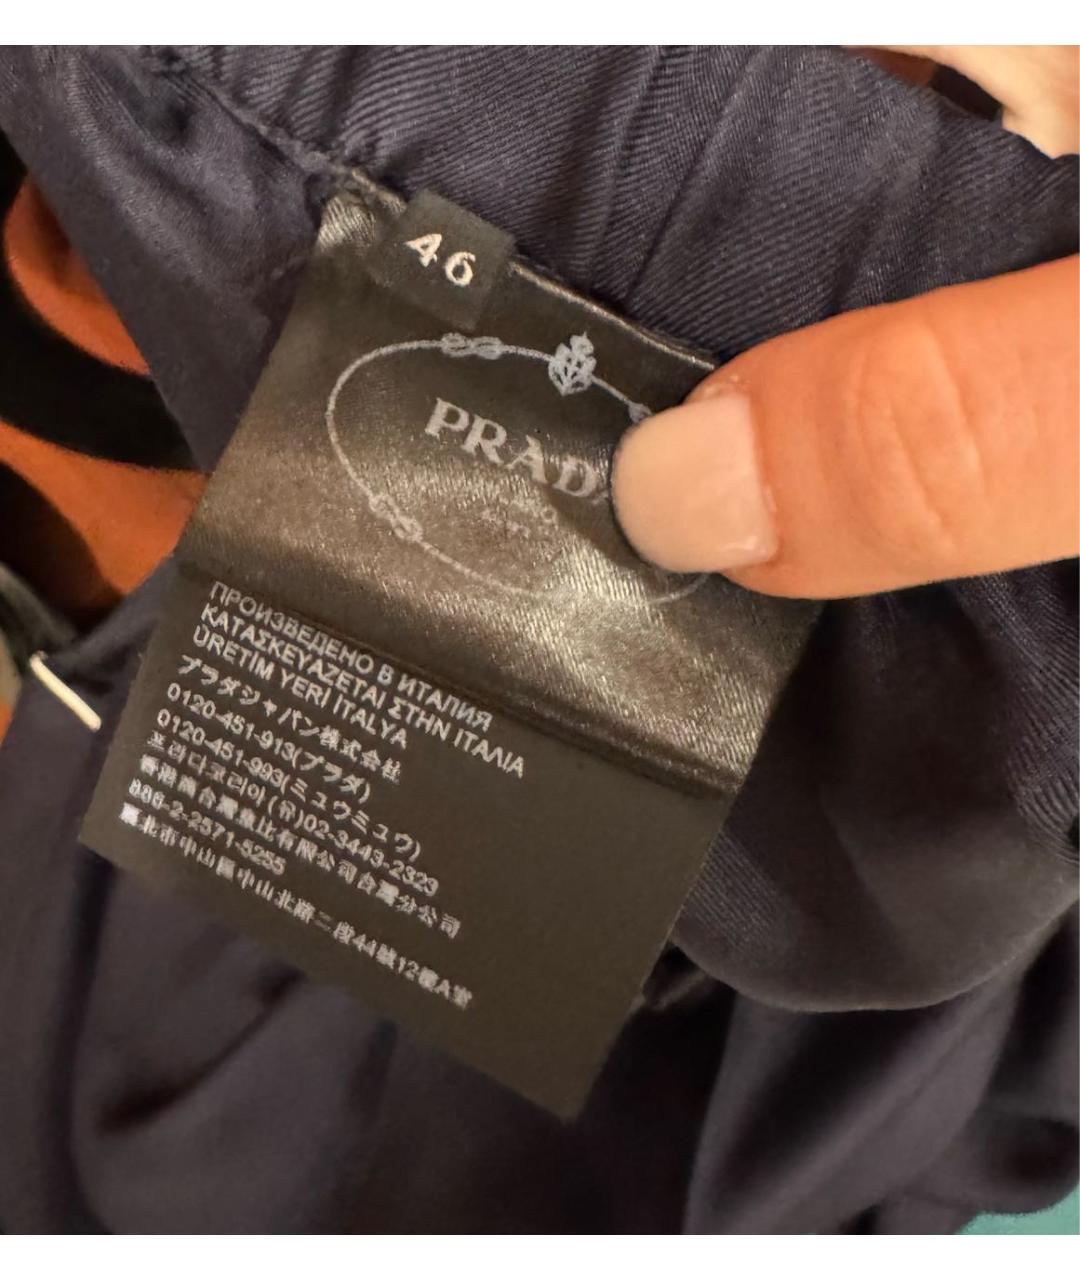 46
PRADA
ПРОИЗВЕДЕНО В ИТАЛИЯ
ΚΑΤΑΣΚΕΥΑΖΕΤΑΙ ΣΤΗΝ ΙΤΑΛΙΑ
ÜRETİM YERİ İTALYA
プラダジャパン株式会社
0120-451-913(プラダ)
0120-451-993(ミュウミュウ)
프라다코리아(유)02-3443-2323
香港商台灣普拉達有限公司台灣分公司
886-2-2571-5255
臺北市中山區中山北路二段44號12樓A室